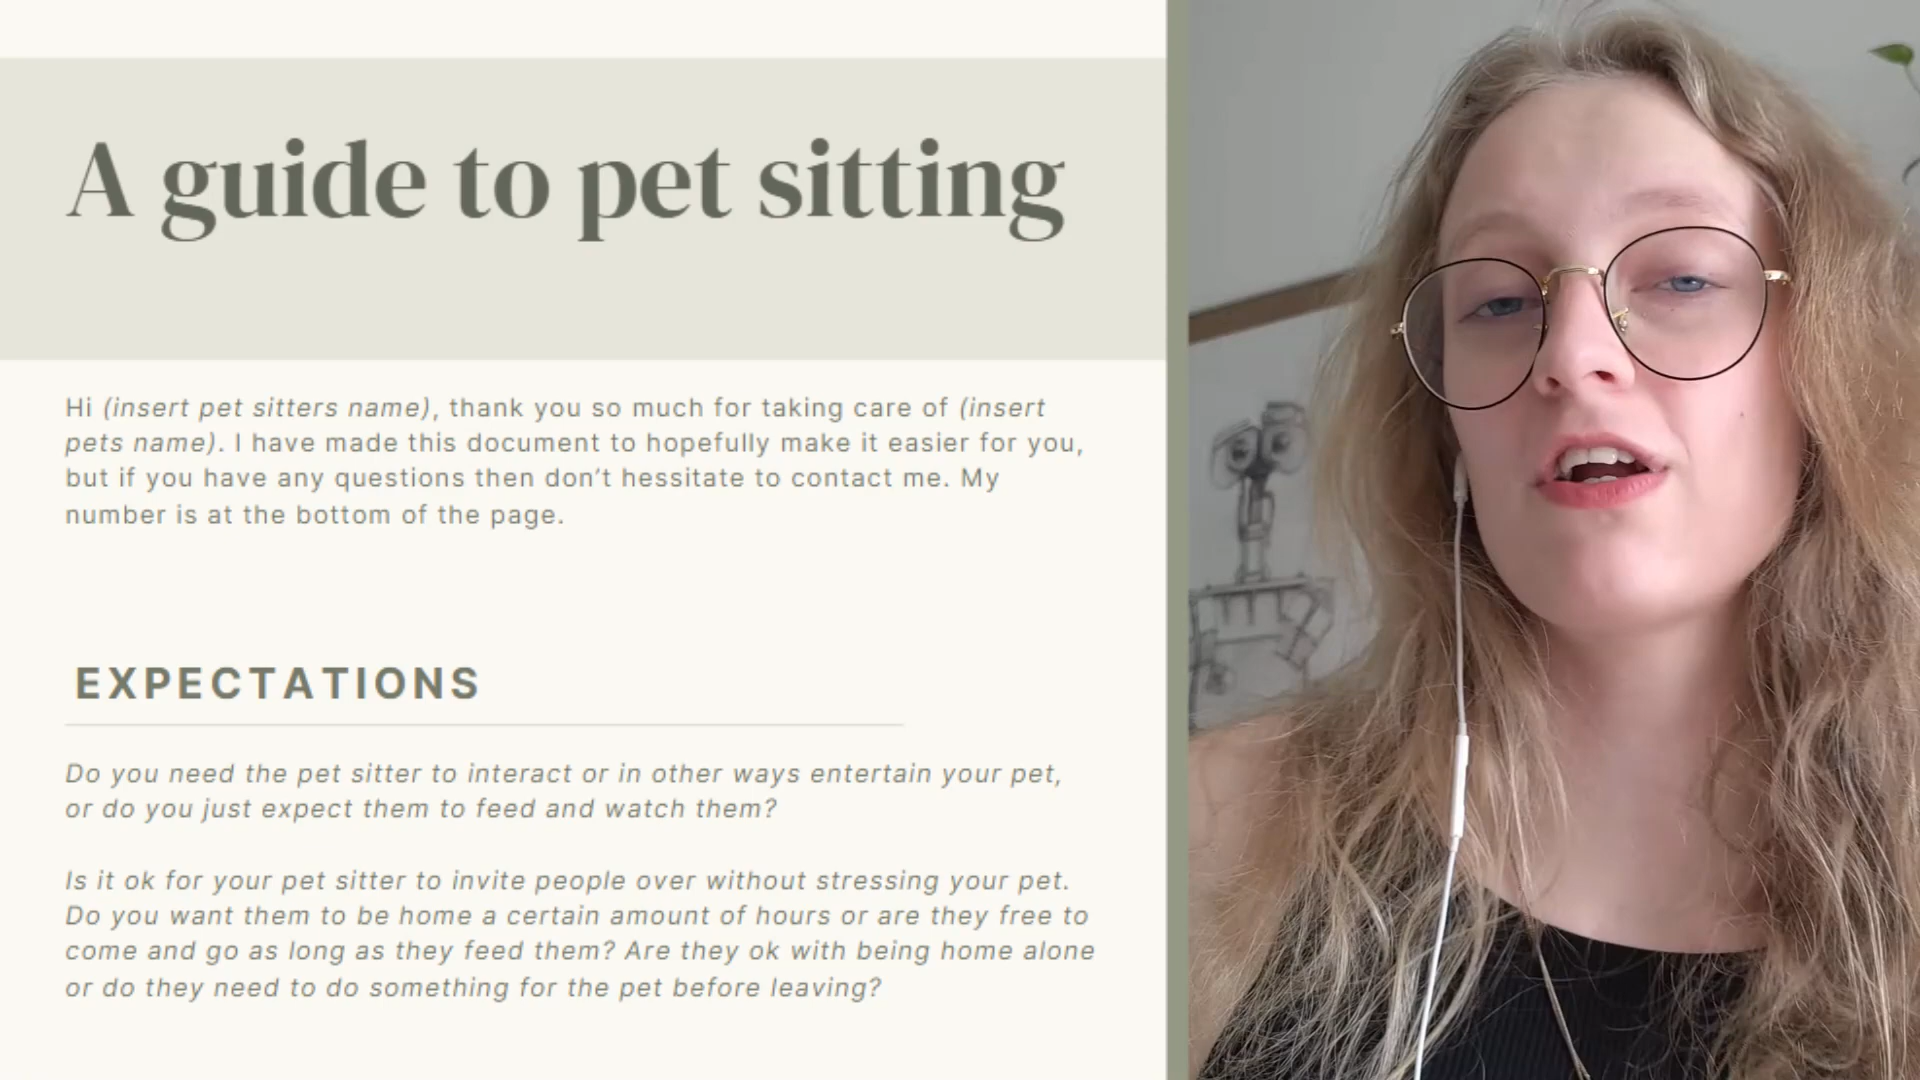 A guide to pet sitting
Hi (insert pet sitters name), thank you so much for taking care of (insert
pets name). I have made this document to hopefully make it easier for you,
but if you have any questions then don’t hessitate to contact me. My
number is at the bottom of the page.
EXPECTATIONS
Do you need the pet sitter to interact or in other ways entertain your pet,
or do you just expect them to feed and watch them?
Is it ok for your pet sitter to invite people over without stressing your pet.
Do you want them to be home a certain amount of hours or are they free to
come and go as long as they feed them? Are they ok with being home alone
or do they need to do something for the pet before leaving?